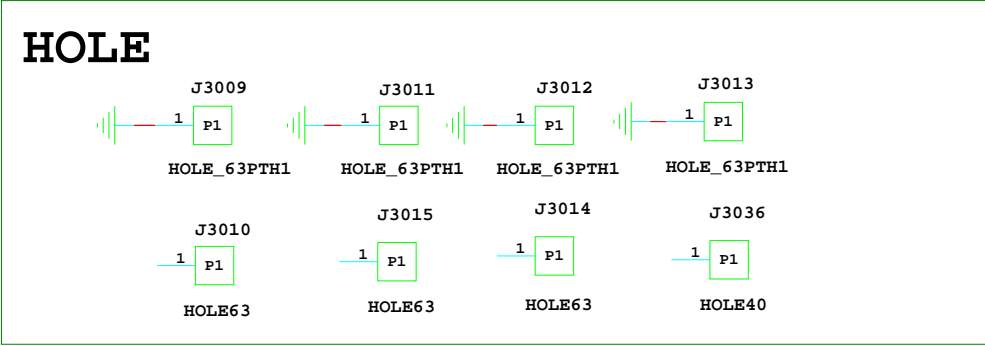 HOLE
J3009 J3011 J3012 J3013
1 P1 1 P1 1 P1 1 P1
HOLE_63PTH1 HOLE_63PTH1 HOLE_63PTH1 HOLE_63PTH1
J3010 J3015 J3014 J3036
1 P1 1 P1 1 P1 1 P1
HOLE63 HOLE63 HOLE63 HOLE40